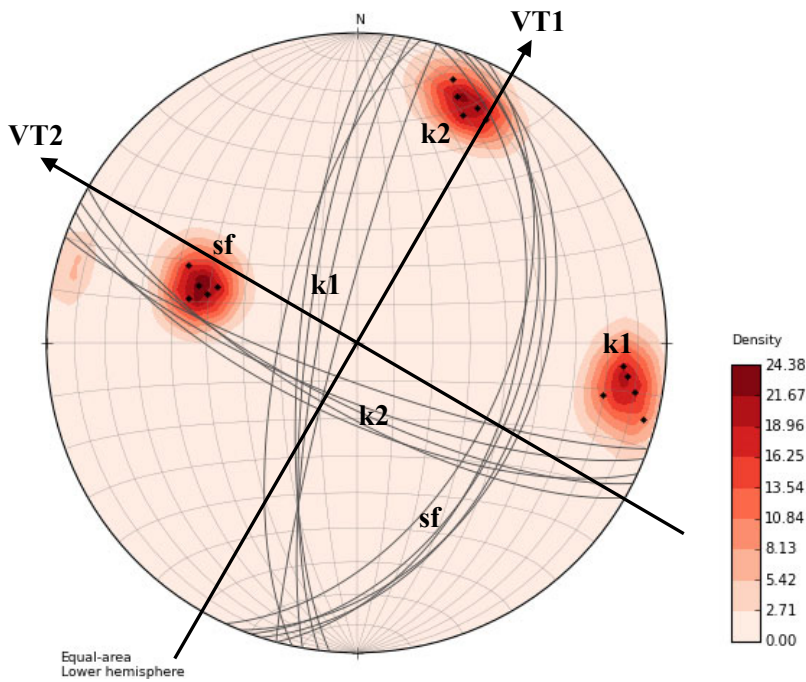 VT1
N
VT2
k2
sf
k1
k1
k2
sf
Density
24.38
21.67
18.96
16.25
13.54
10.84
8.13
5.42
2.71
0.00
Equal-area
Lower hemisphere